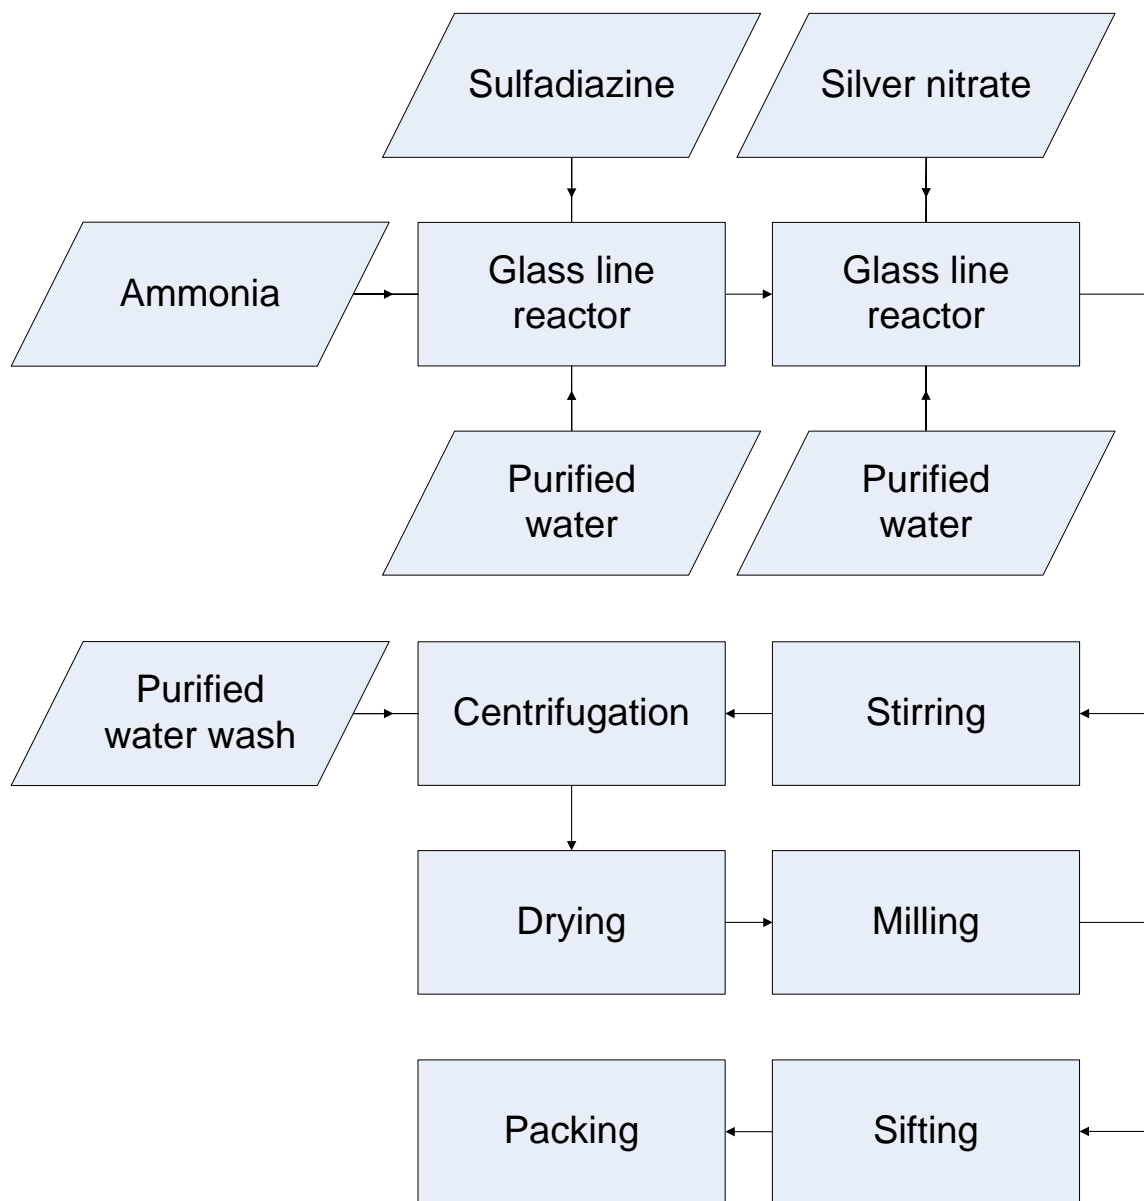 Sulfadiazine
Silver nitrate
Ammonia
Glass line
reactor
Glass line
reactor
Purified
water
Purified
water
Purified
water wash
Centrifugation
Stirring
Drying
Milling
Packing
Sifting